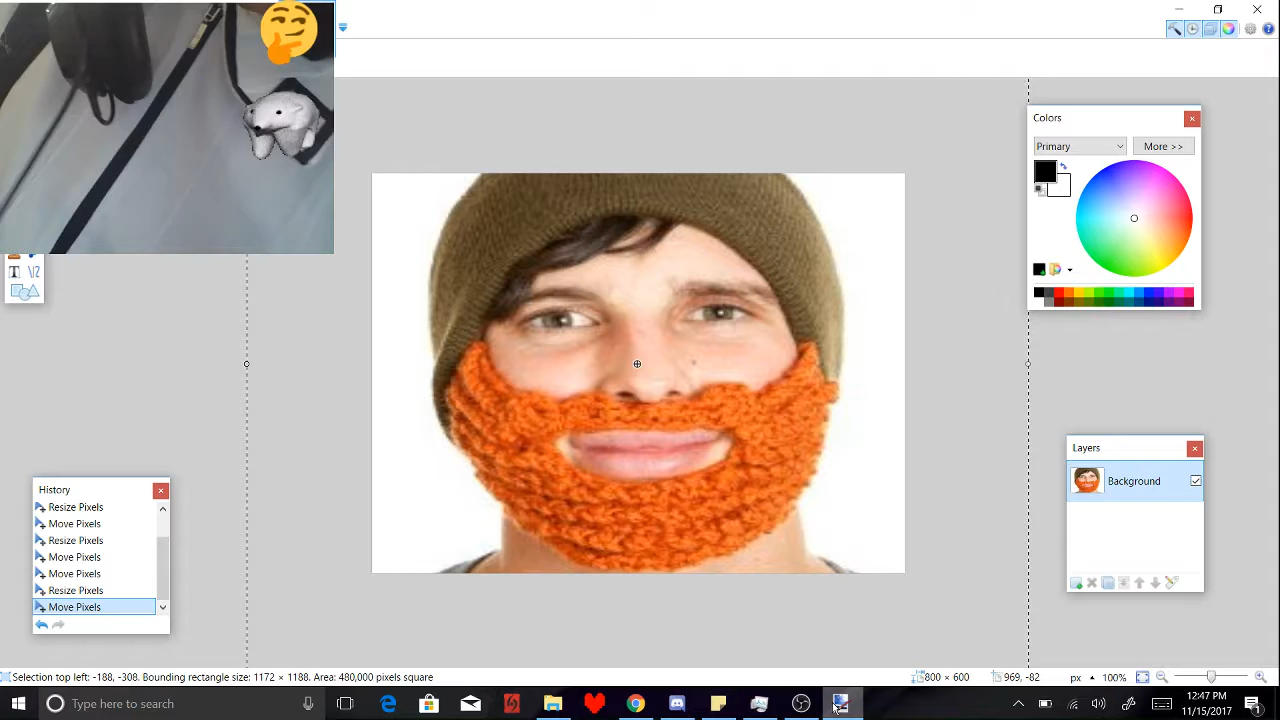 Colors
Primary
More >>
History
Resize Pixels
Move Pixels
Resize Pixels
Move Pixels
Move Pixels
Resize Pixels
Move Pixels
Layers
Background
Selection top left: -188, -308. Bounding rectangle size: 1172 × 1188. Area: 480,000 pixels square
800 × 600
969, -82
px
100%
Type here to search
12:47 PM
11/15/2017